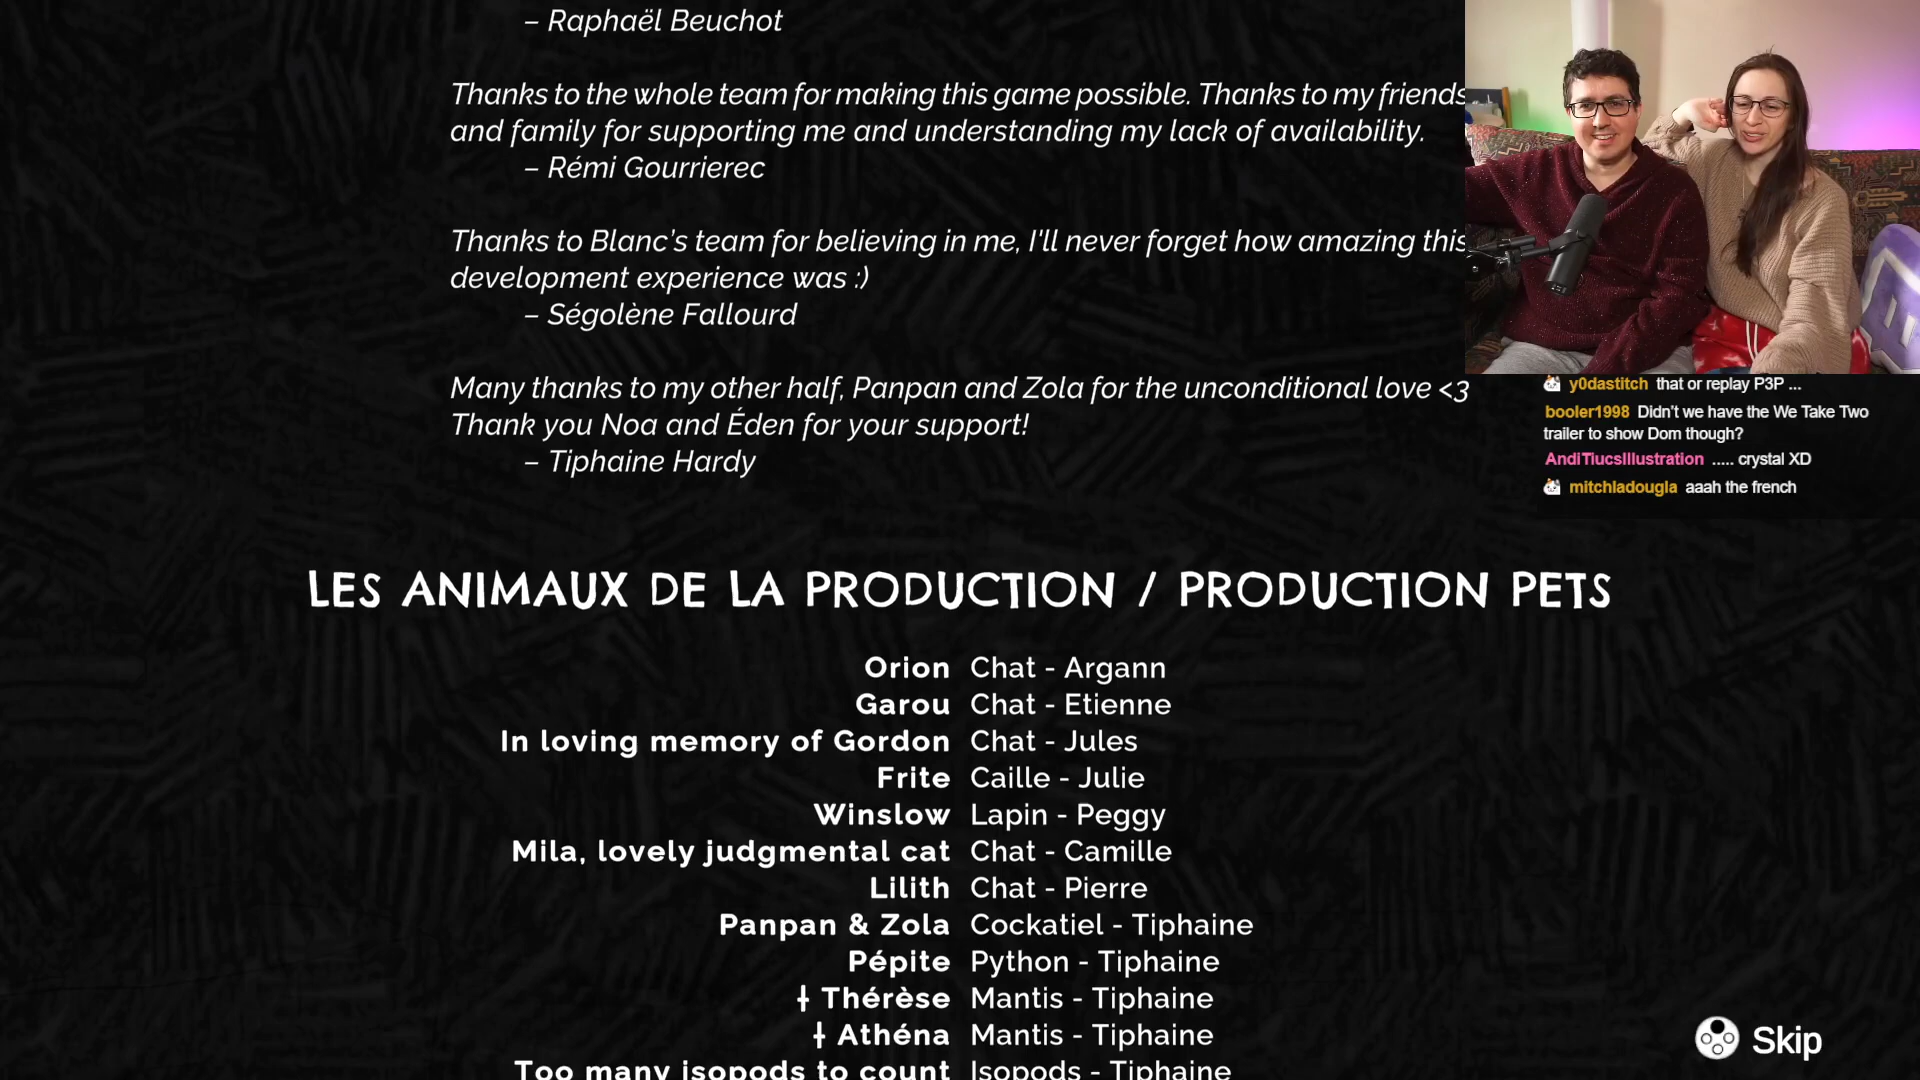 – Raphaël Beuchot
Thanks to the whole team for making this game possible. Thanks to my friends
and family for supporting me and understanding my lack of availability.
– Rémi Gourrierec
Thanks to Blanc’s team for believing in me, I'll never forget how amazing this
development experience was :)
– Ségolène Fallourd
Many thanks to my other half, Panpan and Zola for the unconditional love <3
Thank you Noa and Éden for your support!
– Tiphaine Hardy
y0dastitch that or replay P3P ...
booler1998 Didn't we have the We Take Two
trailer to show Dom though?
AndiTiucsIllustration ..... crystal XD
mitchladougla aaah the french
LES ANIMAUX DE LA PRODUCTION / PRODUCTION PETS
Orion Chat - Argann
Garou Chat - Etienne
In loving memory of Gordon Chat - Jules
Frite Caille - Julie
Winslow Lapin - Peggy
Mila, lovely judgmental cat Chat - Camille
Lilith Chat - Pierre
Panpan & Zola Cockatiel - Tiphaine
Pépite Python - Tiphaine
⸸ Thérèse Mantis - Tiphaine
⸸ Athéna Mantis - Tiphaine
Too many isopods to count Isopods - Tiphaine
Skip